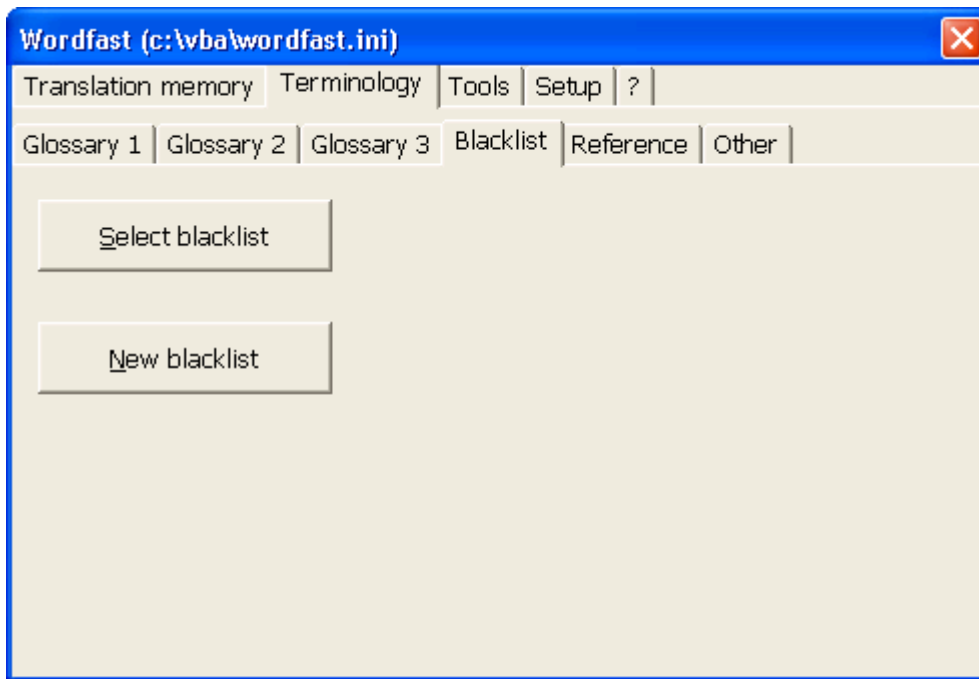 Wordfast (c:\vba\wordfast.ini)
Translation memory Terminology Tools Setup ?
Glossary 1 Glossary 2 Glossary 3 Blacklist Reference Other
Select blacklist
New blacklist